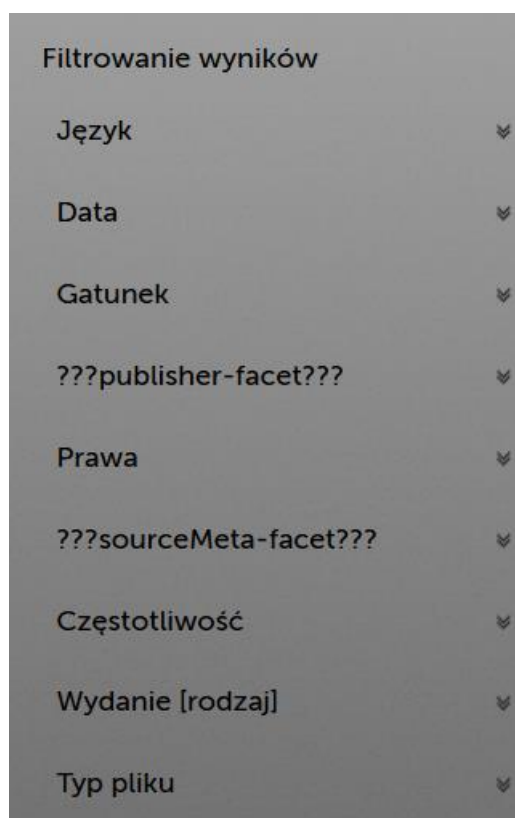 Filtrowanie wyników
Język
Data
Gatunek
???publisher-facet???
Prawa
???sourceMeta-facet???
Częstotliwość
Wydanie [rodzaj]
Typ pliku